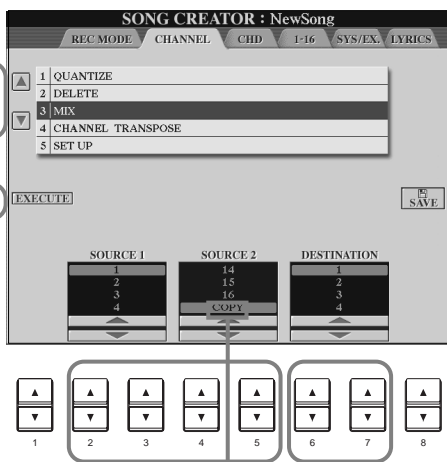 SONG CREATOR : NewSong
REC MODE CHANNEL CHD 1-16 SYS/EX. LYRICS
1 QUANTIZE
2 DELETE
3 MIX
4 CHANNEL TRANSPOSE
5 SET UP
EXECUTE
SAVE
SOURCE 1 SOURCE 2 DESTINATION
1 14 1
2 15 2
3 16 3
4 COPY 4
1 2 3 4 5 6 7 8